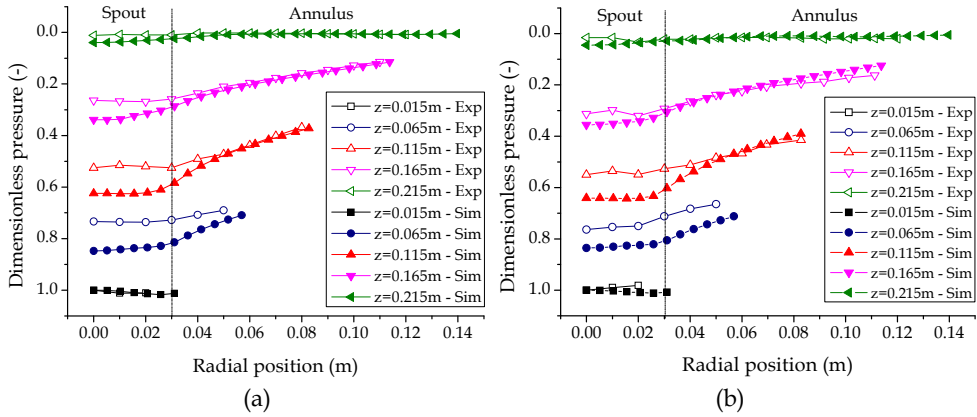 Spout Annulus
0.0
0.2
0.4
0.6
0.8
1.0
Dimensionless pressure (-)
z=0.015m - Exp
z=0.065m - Exp
z=0.115m - Exp
z=0.165m - Exp
z=0.215m - Exp
z=0.015m - Sim
z=0.065m - Sim
z=0.115m - Sim
z=0.165m - Sim
z=0.215m - Sim
0.00 0.02 0.04 0.06 0.08 0.10 0.12 0.14
Radial position (m)
(a)
Spout Annulus
0.0
0.2
0.4
0.6
0.8
1.0
Dimensionless pressure (-)
z=0.015m - Exp
z=0.065m - Exp
z=0.115m - Exp
z=0.165m - Exp
z=0.215m - Exp
z=0.015m - Sim
z=0.065m - Sim
z=0.115m - Sim
z=0.165m - Sim
z=0.215m - Sim
0.00 0.02 0.04 0.06 0.08 0.10 0.12 0.14
Radial position (m)
(b)